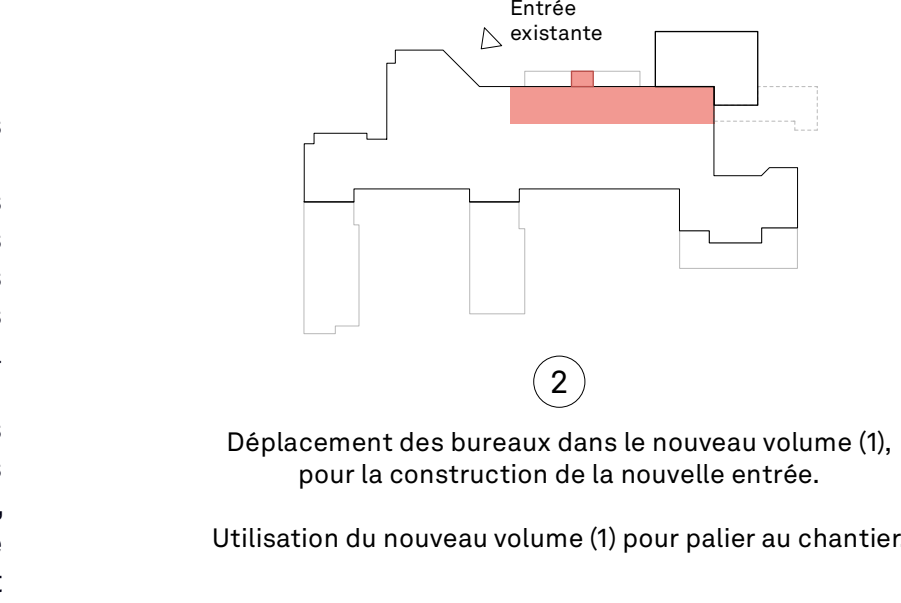 Entrée
existante
2
Déplacement des bureaux dans le nouveau volume (1),
pour la construction de la nouvelle entrée.
Utilisation du nouveau volume (1) pour palier au chantier